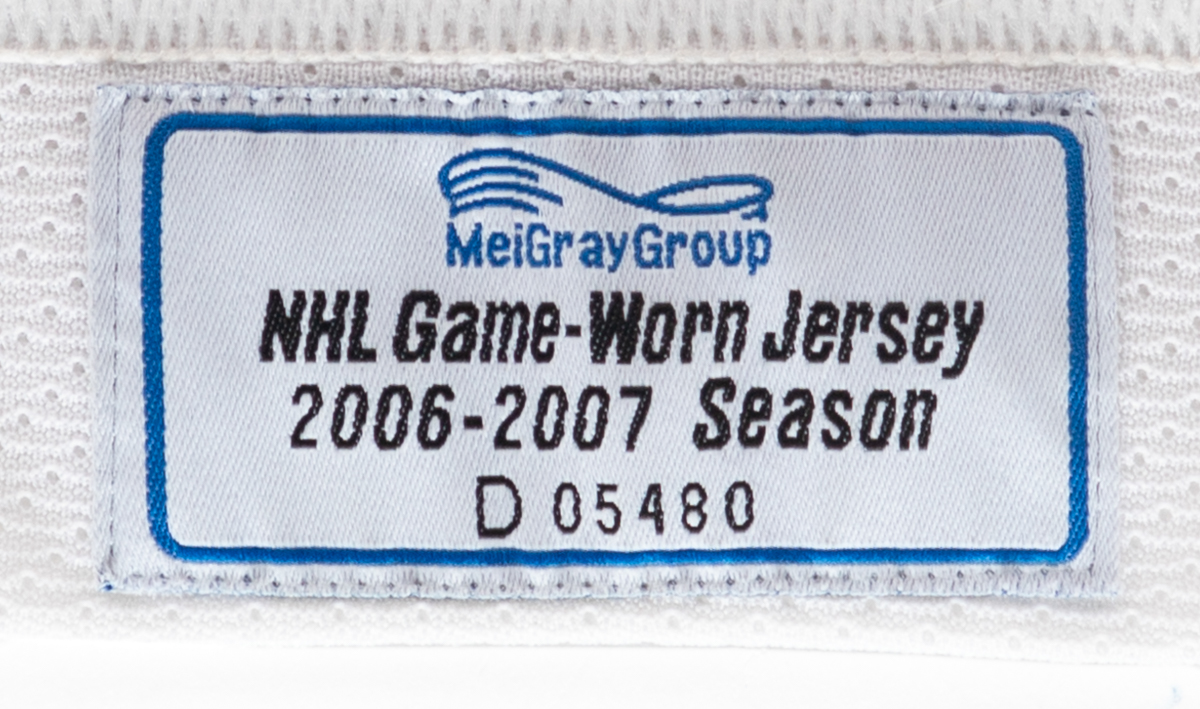 MeiGrayGroup
NHL Game-Worn Jersey
2006-2007 Season
D 05480